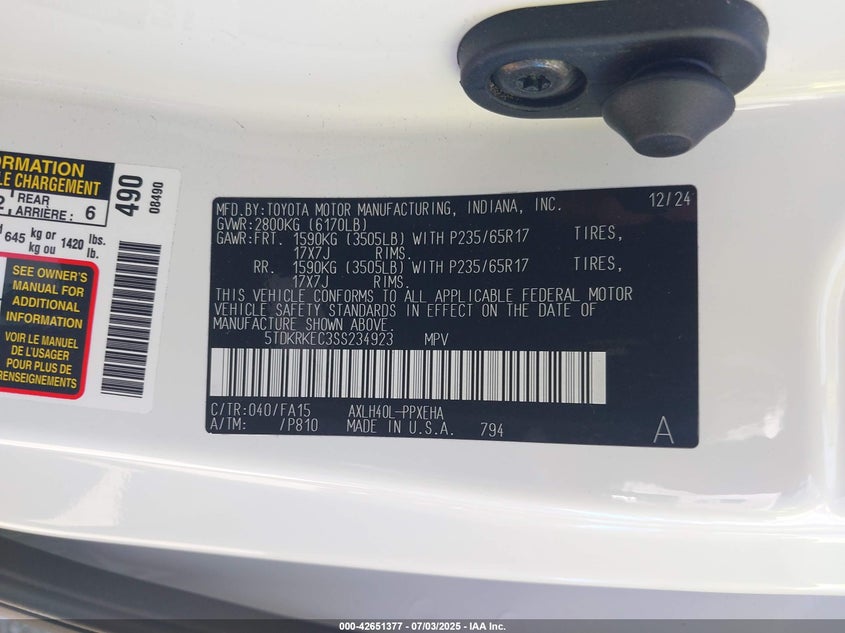 ORMATION
LE CHARGEMENT
2 REAR
ARRIÈRE: 6
645 kg or 1420 lbs.
kg ou lb.
490
08490
SEE OWNER'S
MANUAL FOR
ADDITIONAL
INFORMATION
VOIR LE MANUEL
DE L'USAGER
POUR PLUS DE
RENSEIGNEMENTS
MFD.BY:TOYOTA MOTOR MANUFACTURING, INDIANA, INC. 12/24
GVWR:2800KG (6170LB)
GAWR:FRT. 1590KG (3505LB) WITH P235/65R17 TIRES,
17X7J RIMS.
RR. 1590KG (3505LB) WITH P235/65R17 TIRES,
17X7J RIMS.
THIS VEHICLE CONFORMS TO ALL APPLICABLE FEDERAL MOTOR
VEHICLE SAFETY STANDARDS IN EFFECT ON THE DATE OF
MANUFACTURE SHOWN ABOVE.
5TDKRKEC3SS234923 MPV
C/TR:040/FA15 AXLH40L-PPXEHA
A/TM: /P810 MADE IN U.S.A. 794
A
000-42651377 - 07/03/2025 - IAA Inc.